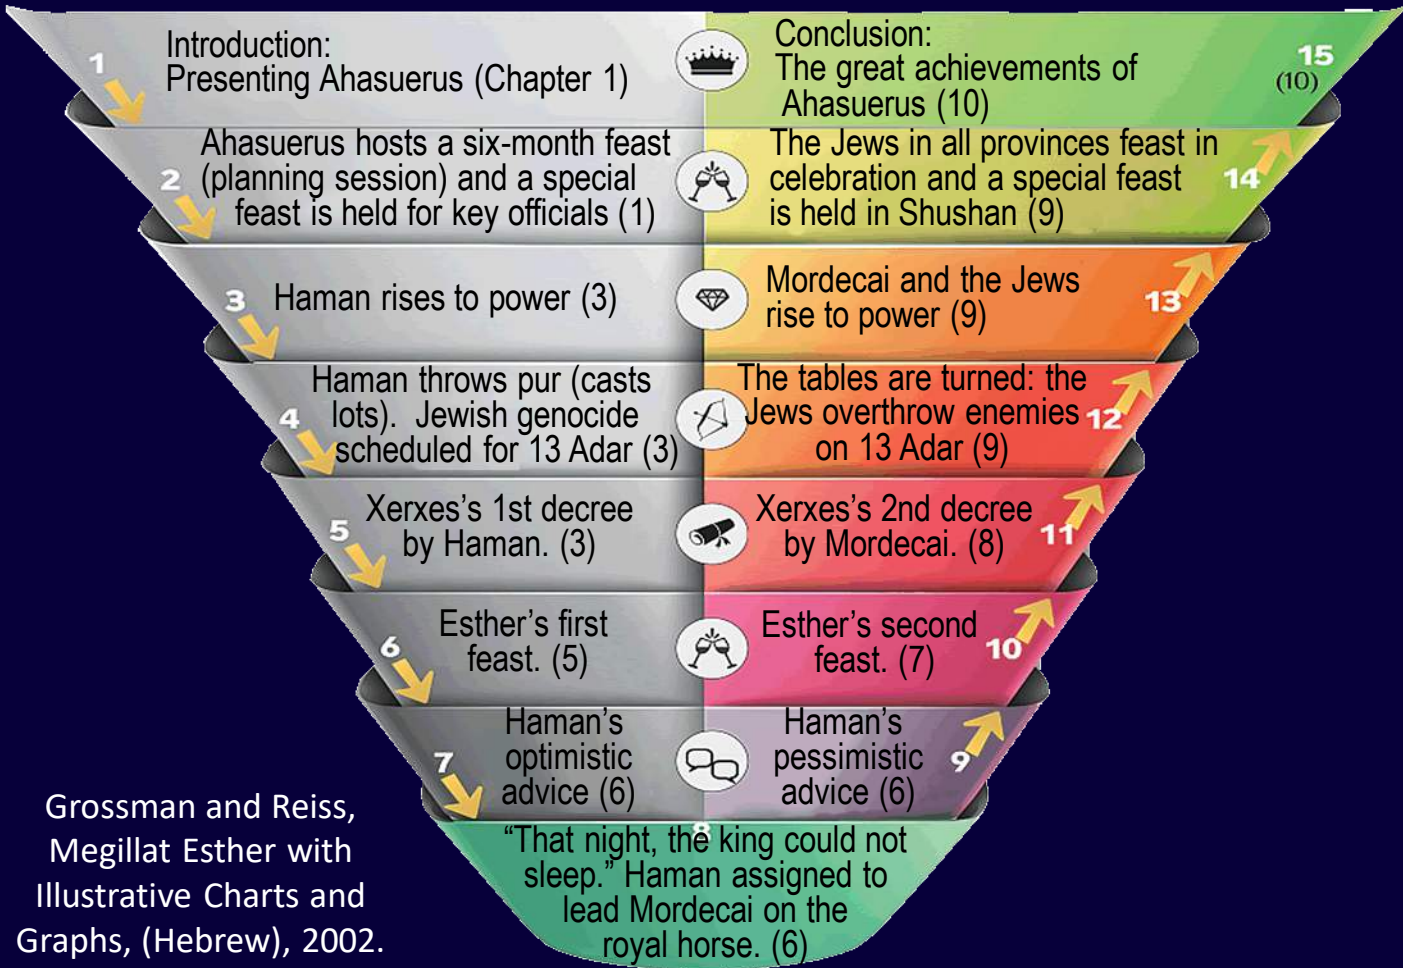 1
Introduction:
Presenting Ahasuerus (Chapter 1)
Conclusion:
The great achievements of
Ahasuerus (10)
15
(10)
2
Ahasuerus hosts a six-month feast
(planning session) and a special
feast is held for key officials (1)
The Jews in all provinces feast in
celebration and a special feast
is held in Shushan (9)
14
3
Haman rises to power (3)
Mordecai and the Jews
rise to power (9)
13
4
Haman throws pur (casts
lots). Jewish genocide
scheduled for 13 Adar (3)
The tables are turned: the
Jews overthrow enemies
on 13 Adar (9)
12
5
Xerxes's 1st decree
by Haman. (3)
Xerxes's 2nd decree
by Mordecai. (8)
11
6
Esther's first
feast. (5)
Esther's second
feast. (7)
10
7
Haman's
optimistic
advice (6)
Haman's
pessimistic
advice (6)
9
8
“That night, the king could not
sleep.” Haman assigned to
lead Mordecai on the
royal horse. (6)
Grossman and Reiss,
Megillat Esther with
Illustrative Charts and
Graphs, (Hebrew), 2002.